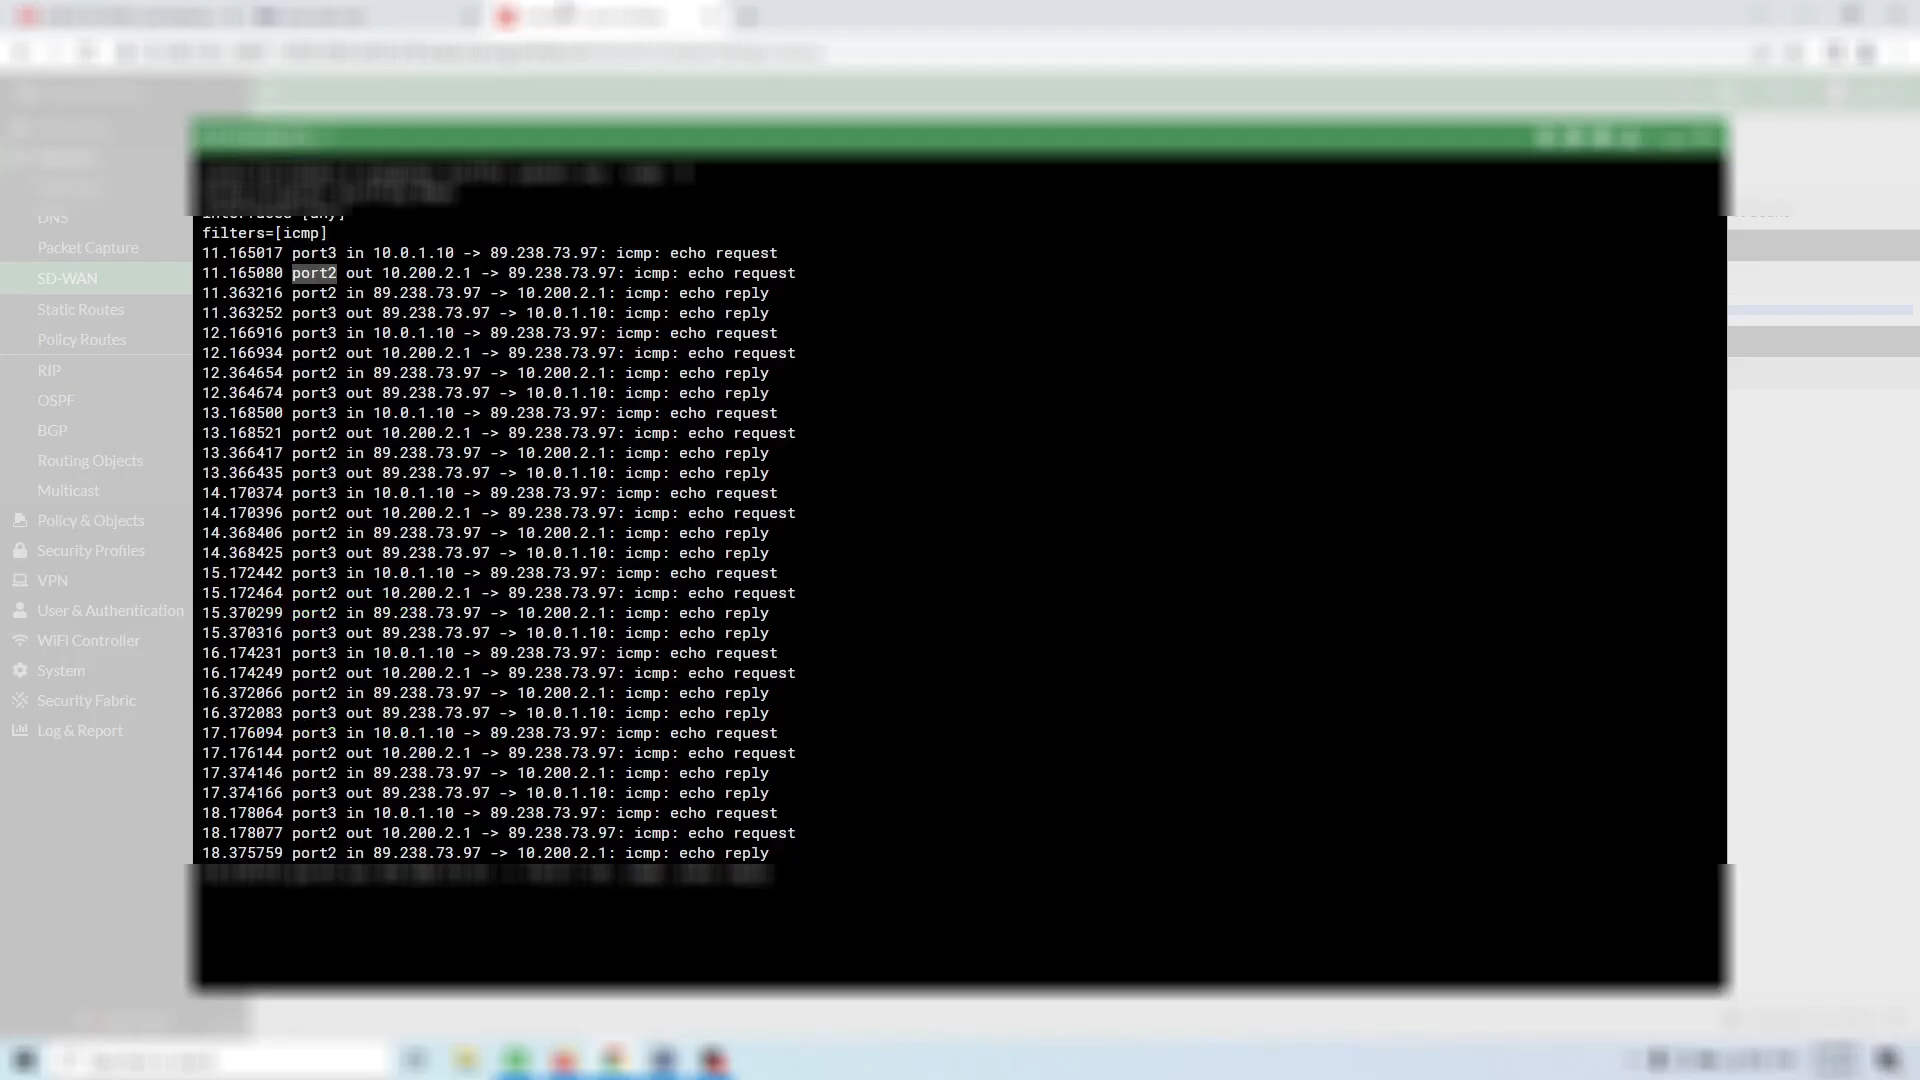 DNS
Packet Capture
SD-WAN
Static Routes
Policy Routes
RIP
OSPF
BGP
Routing Objects
Multicast
Policy & Objects
Security Profiles
VPN
User & Authentication
WiFi Controller
System
Security Fabric
Log & Report
interfaces=[any]
filters=[icmp]
11.165017 port3 in 10.0.1.10 -> 89.238.73.97: icmp: echo request
11.165080 port2 out 10.200.2.1 -> 89.238.73.97: icmp: echo request
11.363216 port2 in 89.238.73.97 -> 10.200.2.1: icmp: echo reply
11.363252 port3 out 89.238.73.97 -> 10.0.1.10: icmp: echo reply
12.166916 port3 in 10.0.1.10 -> 89.238.73.97: icmp: echo request
12.166934 port2 out 10.200.2.1 -> 89.238.73.97: icmp: echo request
12.364654 port2 in 89.238.73.97 -> 10.200.2.1: icmp: echo reply
12.364674 port3 out 89.238.73.97 -> 10.0.1.10: icmp: echo reply
13.168500 port3 in 10.0.1.10 -> 89.238.73.97: icmp: echo request
13.168521 port2 out 10.200.2.1 -> 89.238.73.97: icmp: echo request
13.366417 port2 in 89.238.73.97 -> 10.200.2.1: icmp: echo reply
13.366435 port3 out 89.238.73.97 -> 10.0.1.10: icmp: echo reply
14.170374 port3 in 10.0.1.10 -> 89.238.73.97: icmp: echo request
14.170396 port2 out 10.200.2.1 -> 89.238.73.97: icmp: echo request
14.368406 port2 in 89.238.73.97 -> 10.200.2.1: icmp: echo reply
14.368425 port3 out 89.238.73.97 -> 10.0.1.10: icmp: echo reply
15.172442 port3 in 10.0.1.10 -> 89.238.73.97: icmp: echo request
15.172464 port2 out 10.200.2.1 -> 89.238.73.97: icmp: echo request
15.370299 port2 in 89.238.73.97 -> 10.200.2.1: icmp: echo reply
15.370316 port3 out 89.238.73.97 -> 10.0.1.10: icmp: echo reply
16.174231 port3 in 10.0.1.10 -> 89.238.73.97: icmp: echo request
16.174249 port2 out 10.200.2.1 -> 89.238.73.97: icmp: echo request
16.372066 port2 in 89.238.73.97 -> 10.200.2.1: icmp: echo reply
16.372083 port3 out 89.238.73.97 -> 10.0.1.10: icmp: echo reply
17.176094 port3 in 10.0.1.10 -> 89.238.73.97: icmp: echo request
17.176144 port2 out 10.200.2.1 -> 89.238.73.97: icmp: echo request
17.374146 port2 in 89.238.73.97 -> 10.200.2.1: icmp: echo reply
17.374166 port3 out 89.238.73.97 -> 10.0.1.10: icmp: echo reply
18.178064 port3 in 10.0.1.10 -> 89.238.73.97: icmp: echo request
18.178077 port2 out 10.200.2.1 -> 89.238.73.97: icmp: echo request
18.375759 port2 in 89.238.73.97 -> 10.200.2.1: icmp: echo reply